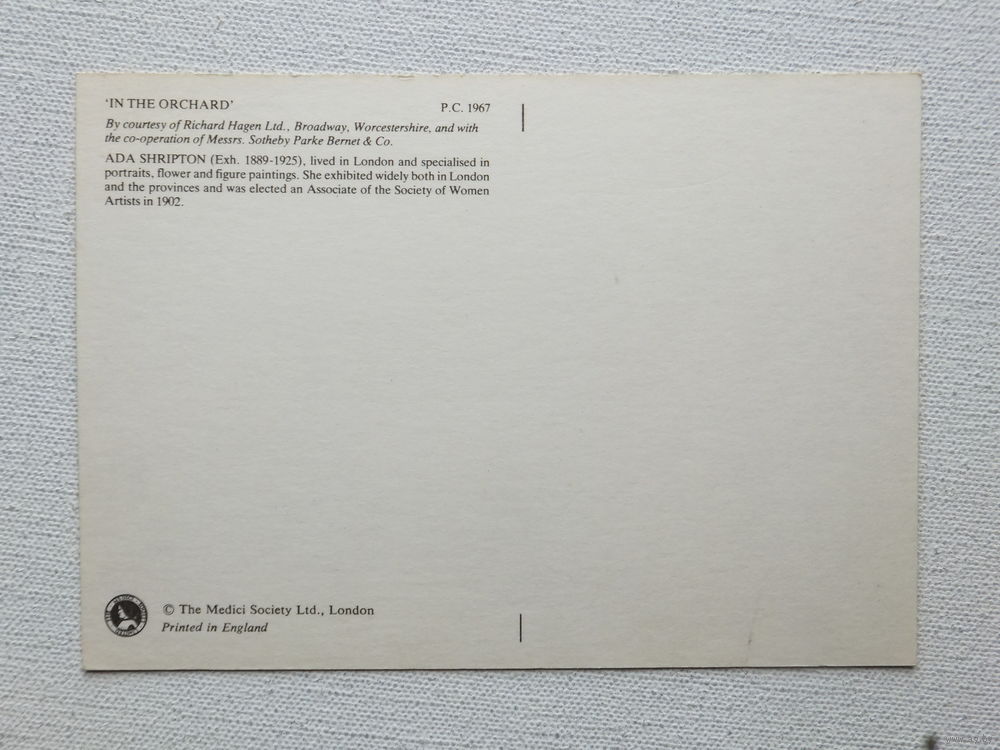 'IN THE ORCHARD' P.C. 1967
By courtesy of Richard Hagen Ltd., Broadway, Worcestershire, and with
the co-operation of Messrs. Sotheby Parke Bernet & Co.
ADA SHRIPTON (Exh. 1889-1925), lived in London and specialised in
portraits, flower and figure paintings. She exhibited widely both in London
and the provinces and was elected an Associate of the Society of Women
Artists in 1902.
© The Medici Society Ltd., London
Printed in England